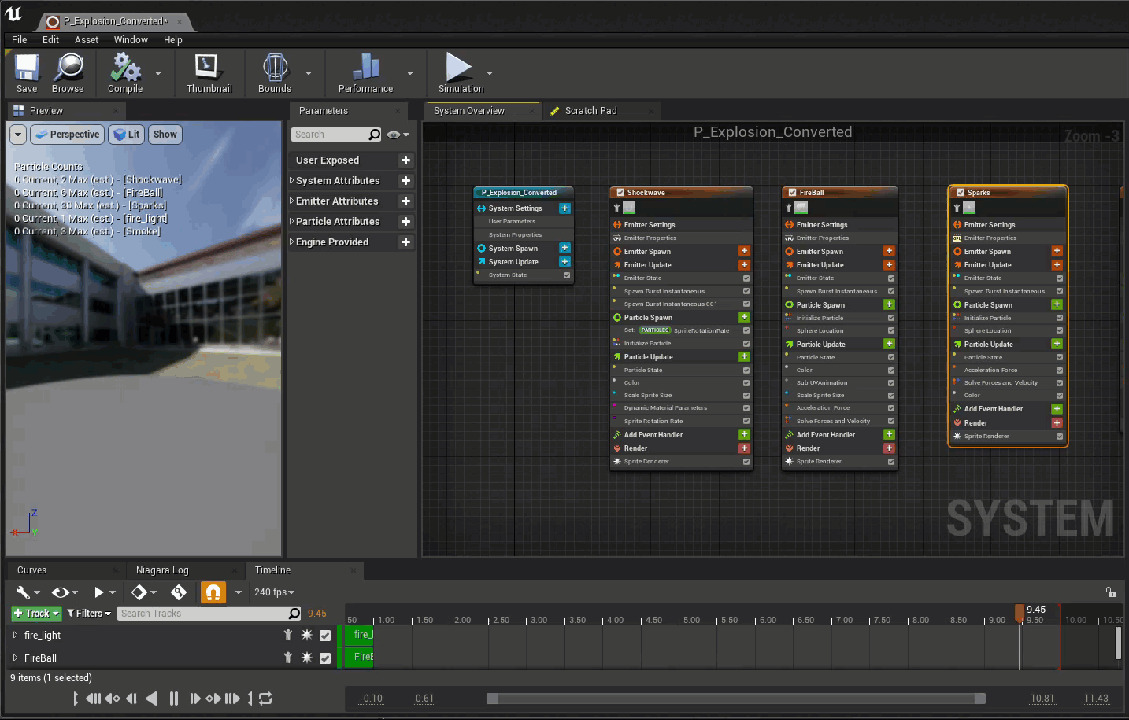 P_Explosion_Converted*
File Edit Asset Window Help
Save Browse Compile Thumbnail Bounds Performance Simulation
Preview
Perspective Lit Show
Particle Counts
0 Current, 2 Max (est.) - [Shockwave]
0 Current, 6 Max (est.) - [FireBall]
0 Current, 39 Max (est.) - [Sparks]
0 Current, 1 Max (est.) - [fire_light]
0 Current, 3 Max (est.) - [Smoke]
Z
Parameters
Search
User Exposed
System Attributes
Emitter Attributes
Particle Attributes
Engine Provided
System Overview Scratch Pad
P_Explosion_Converted
Zoom -3
P_Explosion_Converted
System Settings
User Parameters
System Properties
System Spawn
System Update
System State
Shockwave
Emitter Settings
Emitter Properties
Emitter Spawn
Emitter Update
Emitter State
Spawn Burst Instantaneous
Spawn Burst Instantaneous
Particle Spawn
Set: PARTICLES SpriteRotationRate
Initialize Particle
Particle Update
Particle State
Color
Scale Sprite Size
Dynamic Material Parameters
Sprite Rotation Rate
Add Event Handler
Render
Sprite Renderer
FireBall
Emitter Settings
Emitter Properties
Emitter Spawn
Emitter Update
Emitter State
Spawn Burst Instantaneous
Particle Spawn
Initialize Particle
Sphere Location
Particle Update
Particle State
Color
Sub UVAnimation
Scale Sprite Size
Acceleration Force
Solve Forces and Velocity
Add Event Handler
Render
Sprite Renderer
Sparks
Emitter Settings
Emitter Properties
Emitter Spawn
Emitter Update
Emitter State
Spawn Burst Instantaneous
Particle Spawn
Initialize Particle
Sphere Location
Particle Update
Particle State
Acceleration Force
Solve Forces and Velocity
Color
Add Event Handler
Render
Sprite Renderer
SYSTEM
Curves Niagara Log Timeline
240 fps
Track Filters Search Tracks 9.45
9.45
50 1.00 1.50 2.00 2.50 3.00 3.50 4.00 4.50 5.00 5.50 6.00 6.50 7.00 7.50 8.00 8.50 9.00 9.50 10.00 10.50
fire_light
fire_l
FireBall
FireB
9 items (1 selected)
-0.10 0.61 10.81 11.43